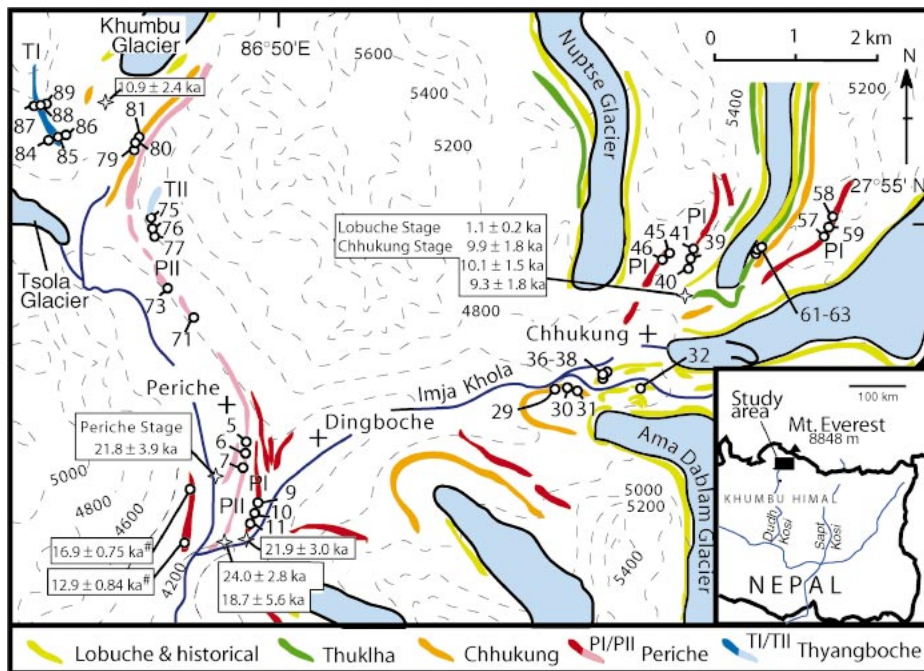 Khumbu
Glacier
86°50'E
0 1 2 km
N
TI
10.9 ± 2.4 ka
89
88
87
86
84
85
81
80
79
TII
75
76
77
PII
73
71
Tsola
Glacier
5600
5400
5200
Nuptse Glacier
5400
5200
27°55' N
58
57
59
PI
Lobuche Stage 1.1 ± 0.2 ka
Chhukung Stage 9.9 ± 1.8 ka
10.1 ± 1.5 ka
9.3 ± 1.8 ka
45
41
PI
39
46
PI
40
4800
61-63
Chhukung
36-38
32
Imja Khola
29
30
31
Periche
Dingboche
Periche Stage
21.8 ± 3.9 ka
5
6
7
PI
PII
9
10
11
5000
4800
4600
4200
16.9 ± 0.75 ka#
12.9 ± 0.84 ka#
21.9 ± 3.0 ka
24.0 ± 2.8 ka
18.7 ± 5.6 ka
Ama Dablam Glacier
5000
5200
5400
100 km
Study
area
Mt. Everest
8848 m
KHUMBU HIMAL
Dudh
Kosi
Sapt
Kosi
NEPAL
Lobuche & historical
Thuklha
Chhukung
PI/PII
Periche
TI/TII
Thyangboche